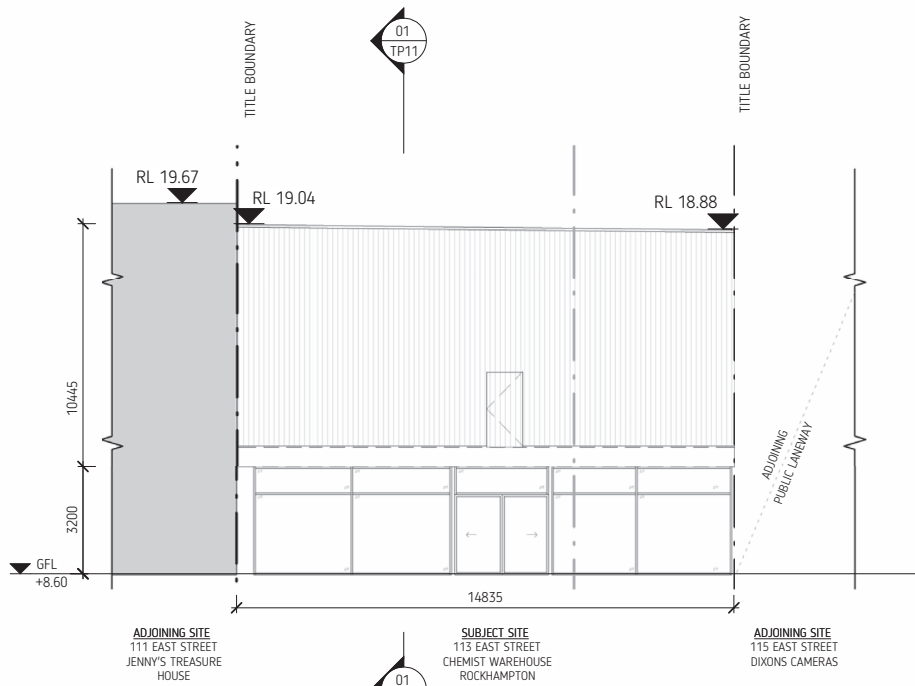 01
TP11
TITLE BOUNDARY
TITLE BOUNDARY
RL 19.67
RL 19.04
RL 18.88
10445
3200
ADJOINING
PUBLIC LANEWAY
GFL
+8.60
14835
ADJOINING SITE
111 EAST STREET
JENNY'S TREASURE
HOUSE
SUBJECT SITE
113 EAST STREET
CHEMIST WAREHOUSE
ROCKHAMPTON
ADJOINING SITE
115 EAST STREET
DIXONS CAMERAS
01